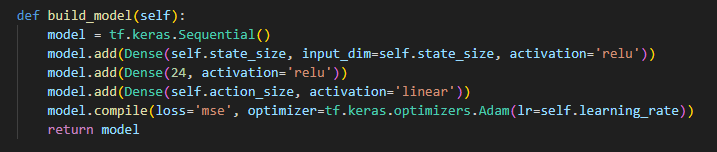 def build_model(self):
    model = tf.keras.Sequential()
    model.add(Dense(self.state_size, input_dim=self.state_size, activation='relu'))
    model.add(Dense(24, activation='relu'))
    model.add(Dense(self.action_size, activation='linear'))
    model.compile(loss='mse', optimizer=tf.keras.optimizers.Adam(lr=self.learning_rate))
    return model